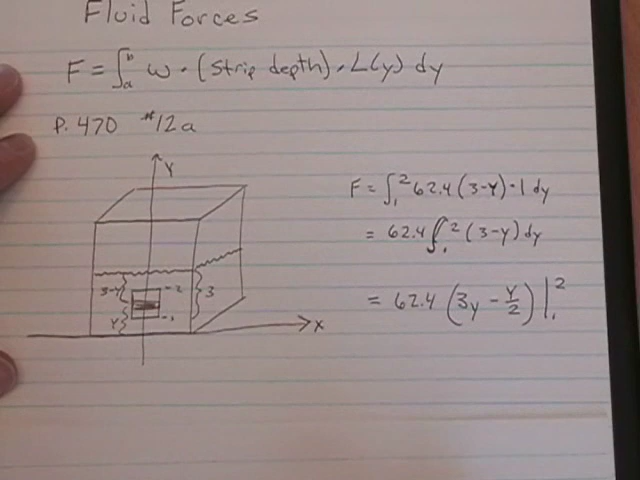 Fluid Forces
F = ∫ₐᵇ ω · (strip depth) · L(y) dy
P. 470 #12a
Y
F = ∫₁² 62.4 (3-y) · 1 dy
= 62.4 ∫₁² (3-y) dy
3-y
-2
3
y
-1
x
= 62.4 (3y - y/2) |₁²